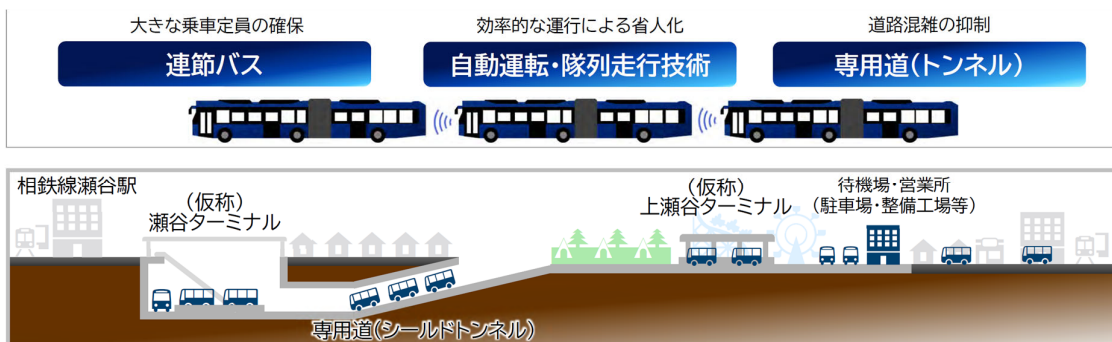 大きな乗車定員の確保
効率的な運行による省人化
道路混雑の抑制
連節バス
自動運転・隊列走行技術
専用道(トンネル)
相鉄線瀬谷駅
(仮称)
瀬谷ターミナル
(仮称)
上瀬谷ターミナル
待機場・営業所
(駐車場・整備工場等)
専用道(シールドトンネル)